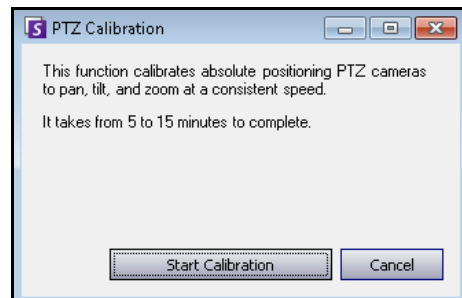 PTZ Calibration
This function calibrates absolute positioning PTZ cameras
to pan, tilt, and zoom at a consistent speed.
It takes from 5 to 15 minutes to complete.
Start Calibration Cancel